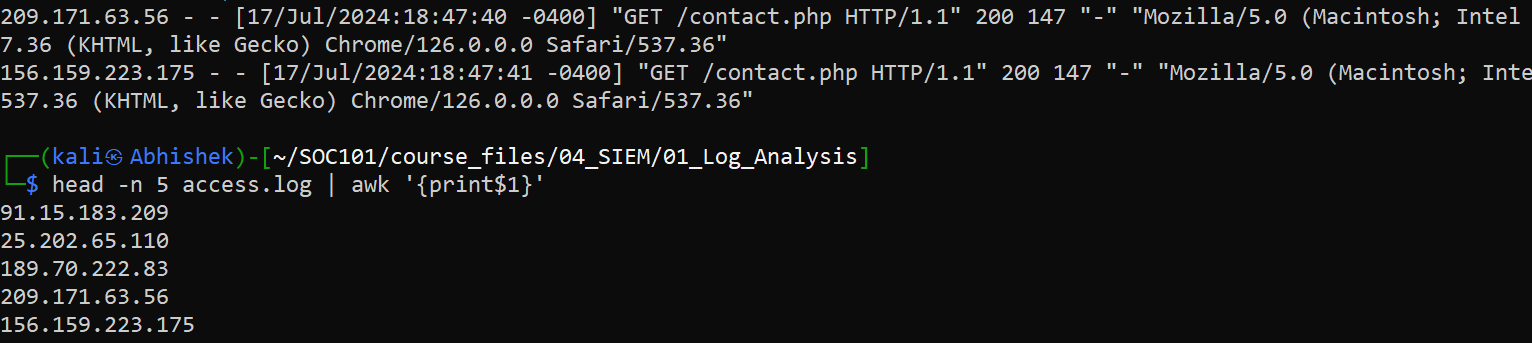 209.171.63.56 - - [17/Jul/2024:18:47:40 -0400] "GET /contact.php HTTP/1.1" 200 147 "-" "Mozilla/5.0 (Macintosh; Intel
7.36 (KHTML, like Gecko) Chrome/126.0.0.0 Safari/537.36"
156.159.223.175 - - [17/Jul/2024:18:47:41 -0400] "GET /contact.php HTTP/1.1" 200 147 "-" "Mozilla/5.0 (Macintosh; Inte
537.36 (KHTML, like Gecko) Chrome/126.0.0.0 Safari/537.36"
┌──(kali㉿Abhishek)-[~/SOC101/course_files/04_SIEM/01_Log_Analysis]
└─$ head -n 5 access.log | awk '{print$1}'
91.15.183.209
25.202.65.110
189.70.222.83
209.171.63.56
156.159.223.175